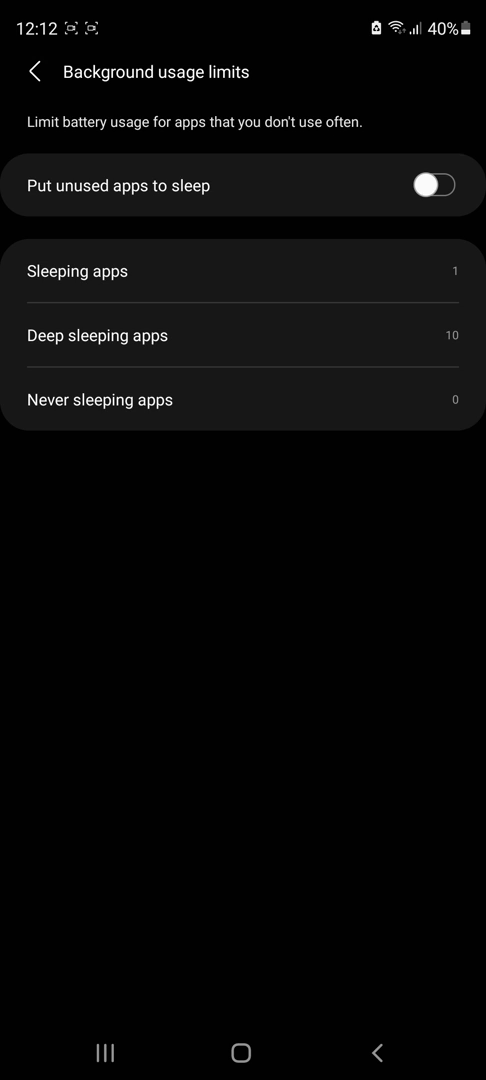 12:12 40%
Background usage limits
Limit battery usage for apps that you don't use often.
Put unused apps to sleep
Sleeping apps 1
Deep sleeping apps 10
Never sleeping apps 0